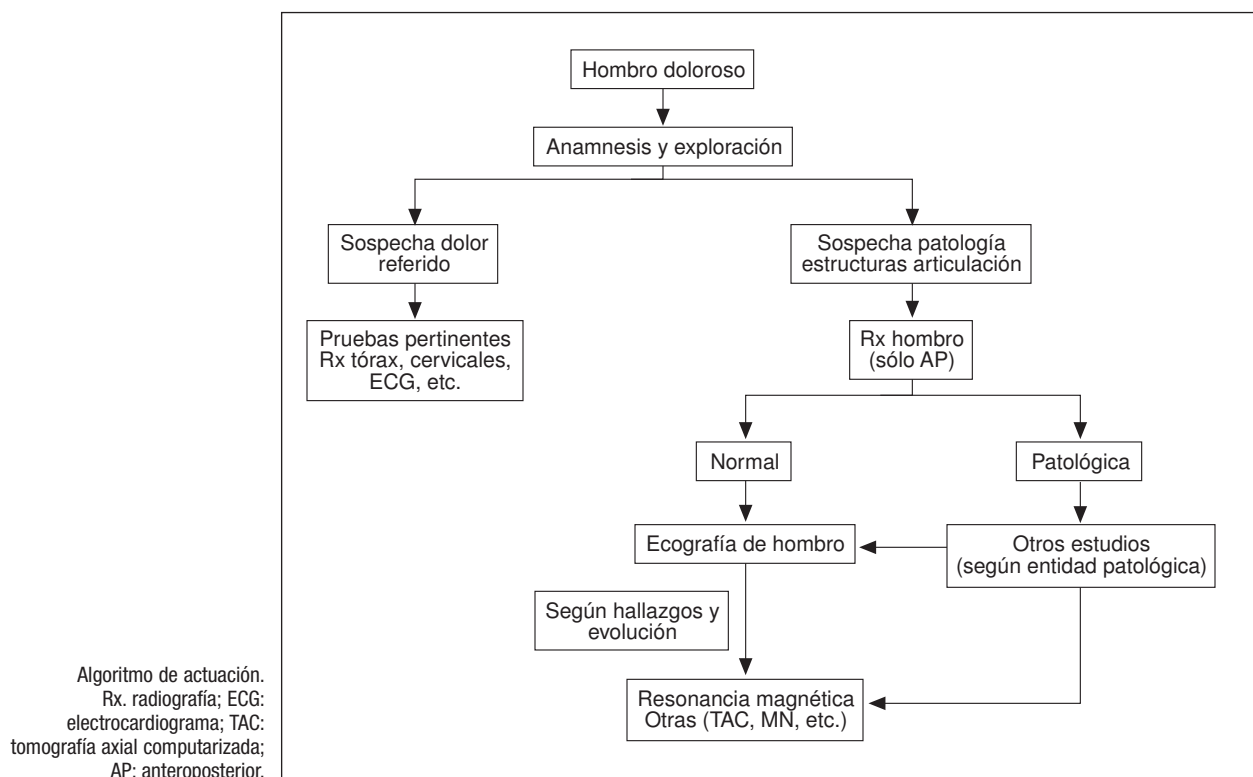 Hombro doloroso
Anamnesis y exploración
Sospecha dolor
referido
Sospecha patología
estructuras articulación
Pruebas pertinentes
Rx tórax, cervicales,
ECG, etc.
Rx hombro
(sólo AP)
Normal
Patológica
Ecografía de hombro
Otros estudios
(según entidad patológica)
Según hallazgos y
evolución
Resonancia magnética
Otras (TAC, MN, etc.)
Algoritmo de actuación.
Rx. radiografía; ECG:
electrocardiograma; TAC:
tomografía axial computarizada;
AP: anteroposterior.